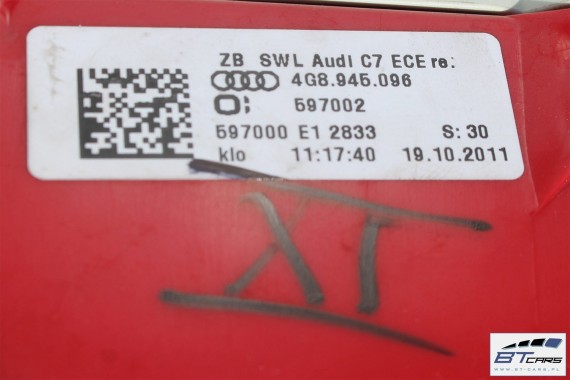 ZB SWL Audi C7 ECE re:
4G8.945.096
597002
597000 E1 2833 S: 30
klo 11:17:40 19.10.2011
XI
BT CARS
WWW.BT-CARS.PL